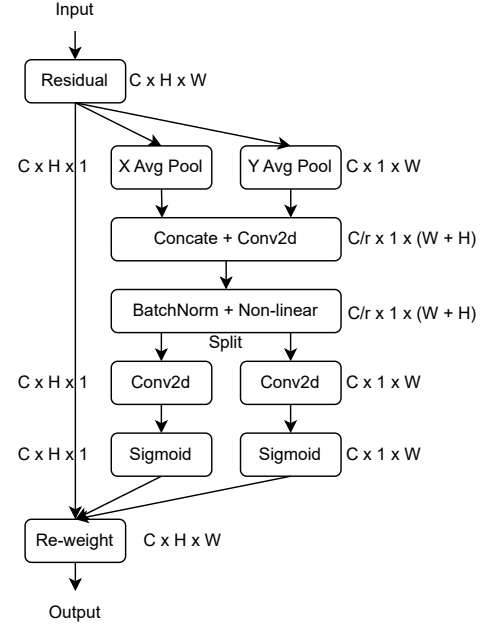 Input
Residual C x H x W
C x H x 1 X Avg Pool Y Avg Pool C x 1 x W
Concate + Conv2d C/r x 1 x (W + H)
BatchNorm + Non-linear C/r x 1 x (W + H)
Split
C x H x 1 Conv2d Conv2d C x 1 x W
C x H x 1 Sigmoid Sigmoid C x 1 x W
Re-weight C x H x W
Output